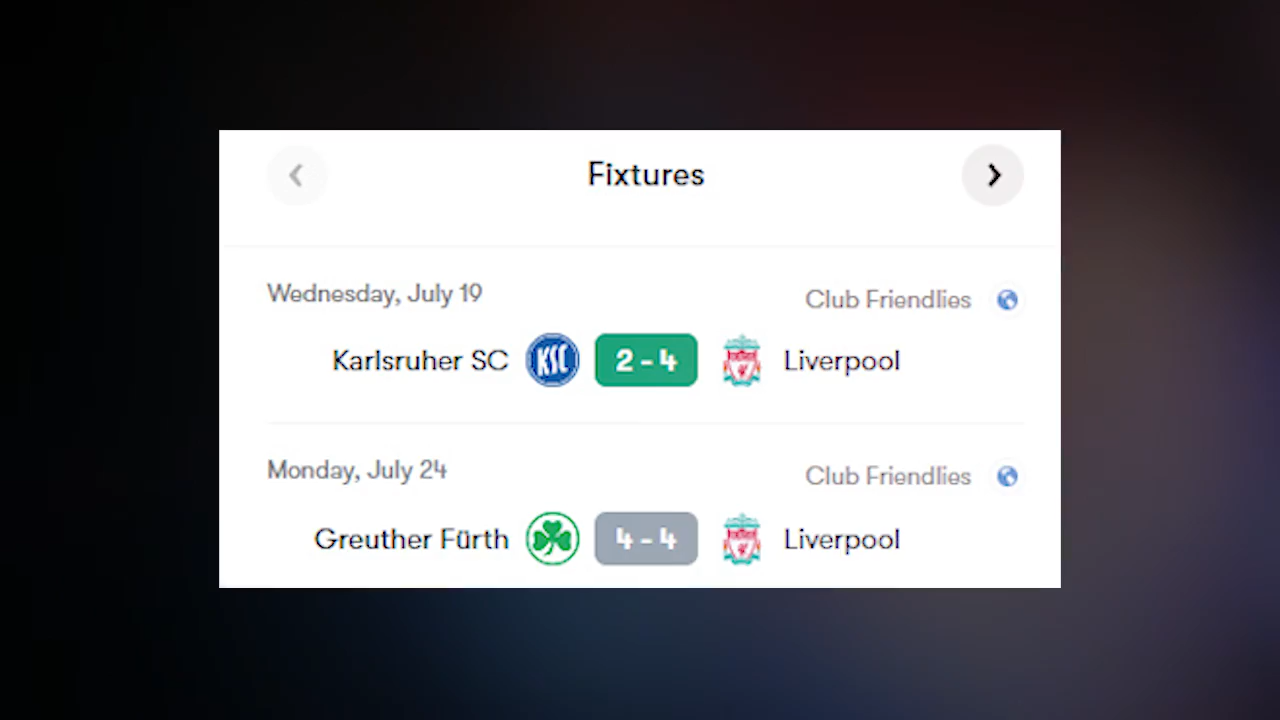 Fixtures
Wednesday, July 19
Club Friendlies
Karlsruher SC KSC 2 - 4 Liverpool
Monday, July 24
Club Friendlies
Greuther Fürth 4 - 4 Liverpool